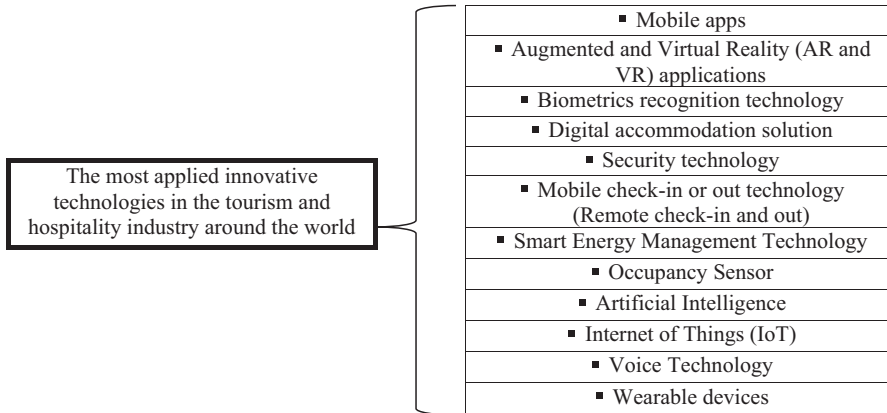 The most applied innovative
technologies in the tourism and
hospitality industry around the world
▪ Mobile apps
▪ Augmented and Virtual Reality (AR and
VR) applications
▪ Biometrics recognition technology
▪ Digital accommodation solution
▪ Security technology
▪ Mobile check-in or out technology
(Remote check-in and out)
▪ Smart Energy Management Technology
▪ Occupancy Sensor
▪ Artificial Intelligence
▪ Internet of Things (IoT)
▪ Voice Technology
▪ Wearable devices